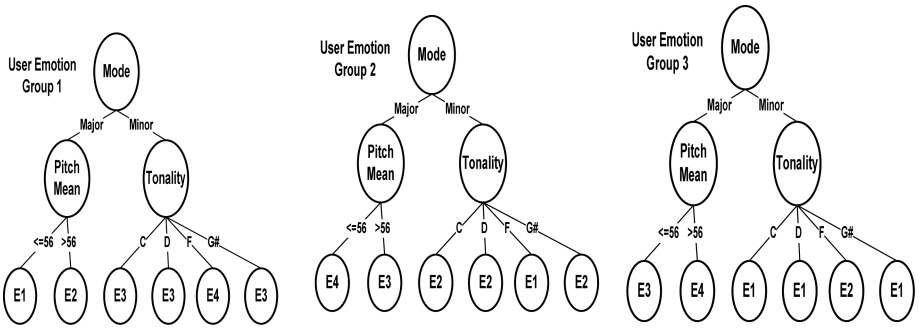 User Emotion
Group 1
Mode
Major Minor
Pitch
Mean
Tonality
<=56 >56 C D F G#
E1 E2 E3 E3 E4 E3
User Emotion
Group 2
Mode
Major Minor
Pitch
Mean
Tonality
<=56 >56 C D F G#
E4 E3 E2 E2 E1 E2
User Emotion
Group 3
Mode
Major Minor
Pitch
Mean
Tonality
<=56 >56 C D F G#
E3 E4 E1 E1 E2 E1